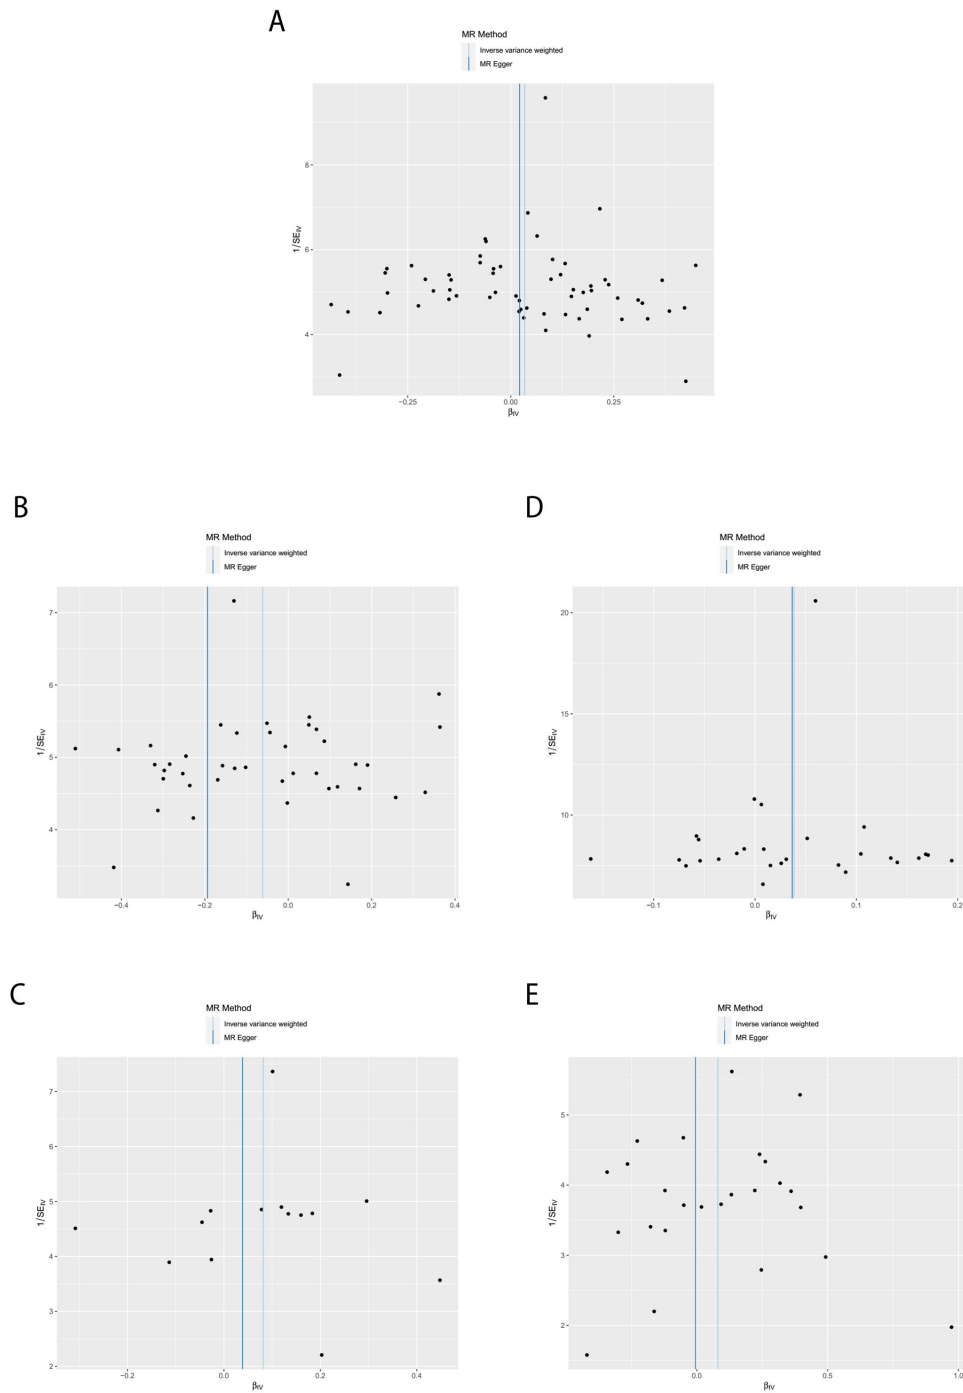 A
MR Method
Inverse variance weighted
MR Egger
1/SE_IV
8
6
4
−0.25
0.00
0.25
β_IV
B
MR Method
Inverse variance weighted
MR Egger
1/SE_IV
7
6
5
4
−0.4
−0.2
0.0
0.2
0.4
β_IV
D
MR Method
Inverse variance weighted
MR Egger
1/SE_IV
20
15
10
−0.1
0.0
0.1
0.2
β_IV
C
MR Method
Inverse variance weighted
MR Egger
1/SE_IV
7
6
5
4
3
2
−0.2
0.0
0.2
0.4
β_IV
E
MR Method
Inverse variance weighted
MR Egger
1/SE_IV
5
4
3
2
0.0
0.5
1.0
β_IV